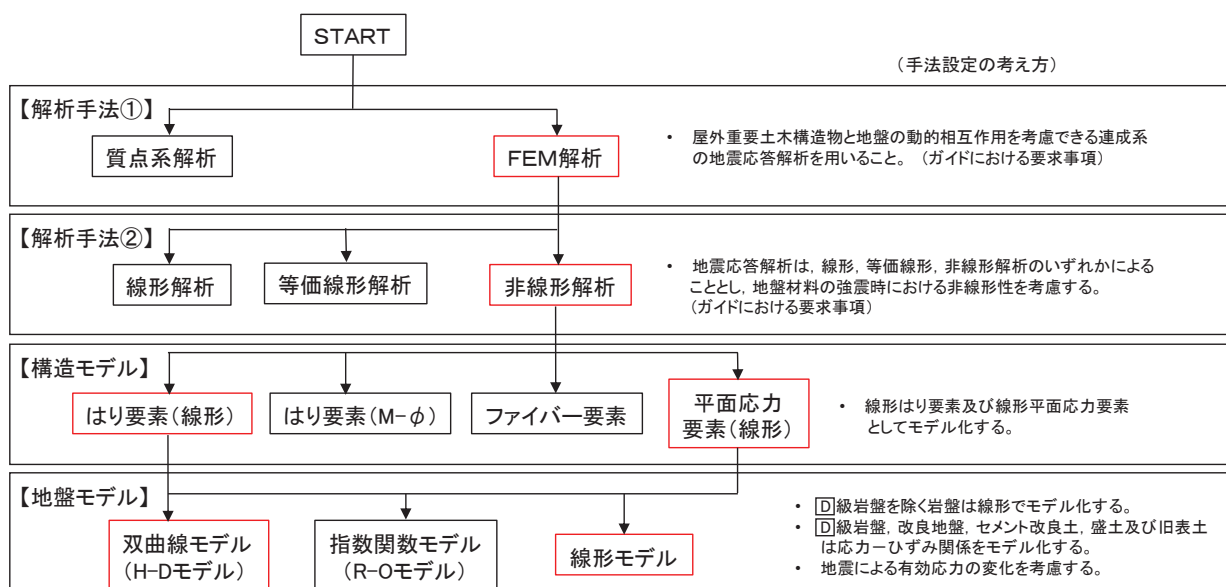 START
(手法設定の考え方)
【解析手法①】
質点系解析
FEM解析
・ 屋外重要土木構造物と地盤の動的相互作用を考慮できる連成系
の地震応答解析を用いること。(ガイドにおける要求事項)
【解析手法②】
線形解析
等価線形解析
非線形解析
・ 地震応答解析は, 線形, 等価線形, 非線形解析のいずれかによる
こととし, 地盤材料の強震時における非線形性を考慮する。
(ガイドにおける要求事項)
【構造モデル】
はり要素(線形)
はり要素(M-φ)
ファイバー要素
平面応力
要素(線形)
・ 線形はり要素及び線形平面応力要素
としてモデル化する。
【地盤モデル】
双曲線モデル
(H-Dモデル)
指数関数モデル
(R-Oモデル)
線形モデル
・ D級岩盤を除く岩盤は線形でモデル化する。
・ D級岩盤, 改良地盤, セメント改良土, 盛土及び旧表土
は応力ーひずみ関係をモデル化する。
・ 地震による有効応力の変化を考慮する。